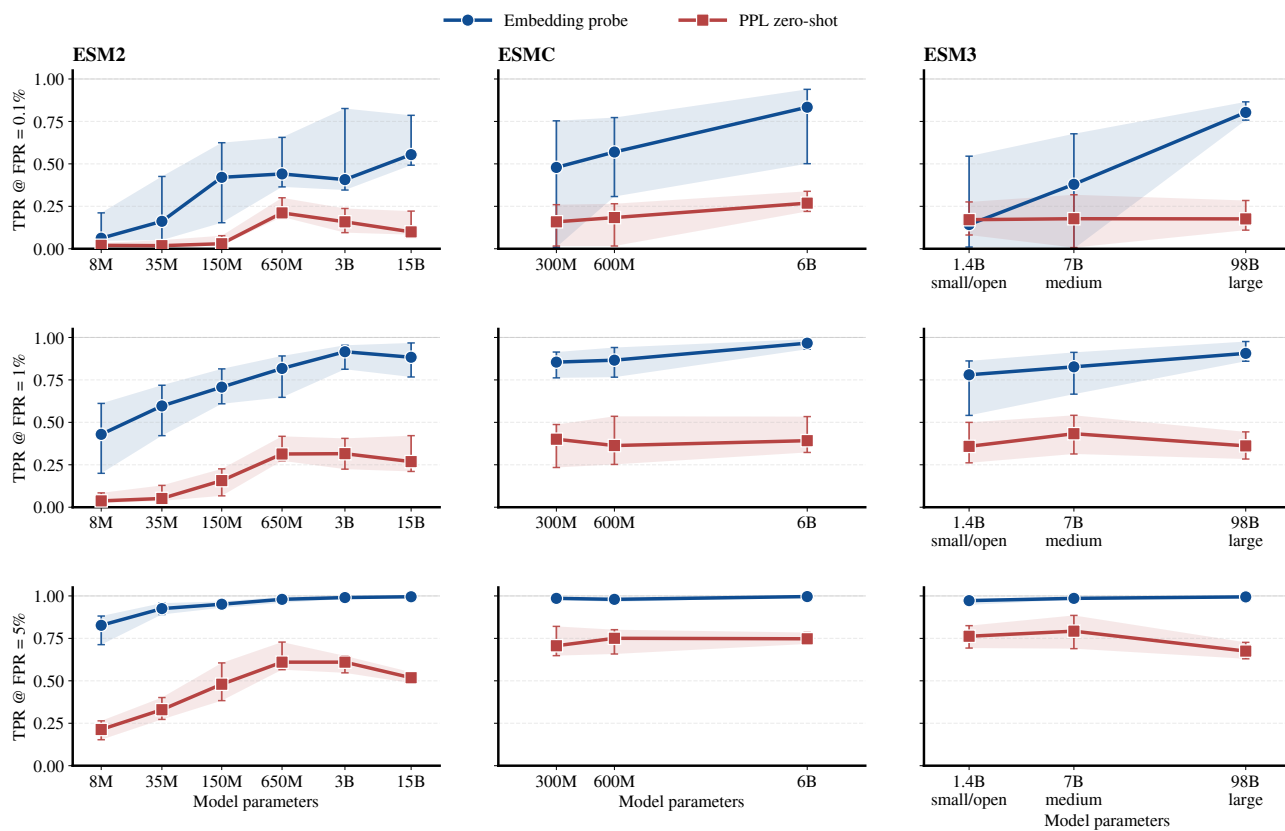 Embedding probe PPL zero-shot
ESM2 ESMC ESM3
TPR @ FPR = 0.1%
1.00
0.75
0.50
0.25
0.00
8M 35M 150M 650M 3B 15B
300M 600M 6B
1.4B 7B 98B
small/open medium large
TPR @ FPR = 1%
1.00
0.75
0.50
0.25
0.00
8M 35M 150M 650M 3B 15B
300M 600M 6B
1.4B 7B 98B
small/open medium large
TPR @ FPR = 5%
1.00
0.75
0.50
0.25
0.00
8M 35M 150M 650M 3B 15B
Model parameters
300M 600M 6B
Model parameters
1.4B 7B 98B
small/open medium large
Model parameters